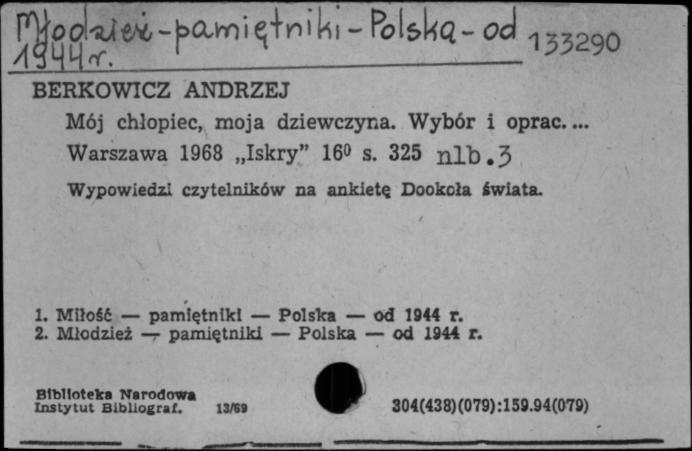 Młodzież - pamiętniki - Polska - od 1944 r.
133290
BERKOWICZ ANDRZEJ
Mój chłopiec, moja dziewczyna. Wybór i oprac. ...
Warszawa 1968 „Iskry” 16⁰ s. 325 nlb. 3
Wypowiedzi czytelników na ankietę Dookoła świata.
1. Miłość — pamiętniki — Polska — od 1944 r.
2. Młodzież — pamiętniki — Polska — od 1944 r.
Biblioteka Narodowa
Instytut Bibliograf. 13/69
304(438)(079):159.94(079)